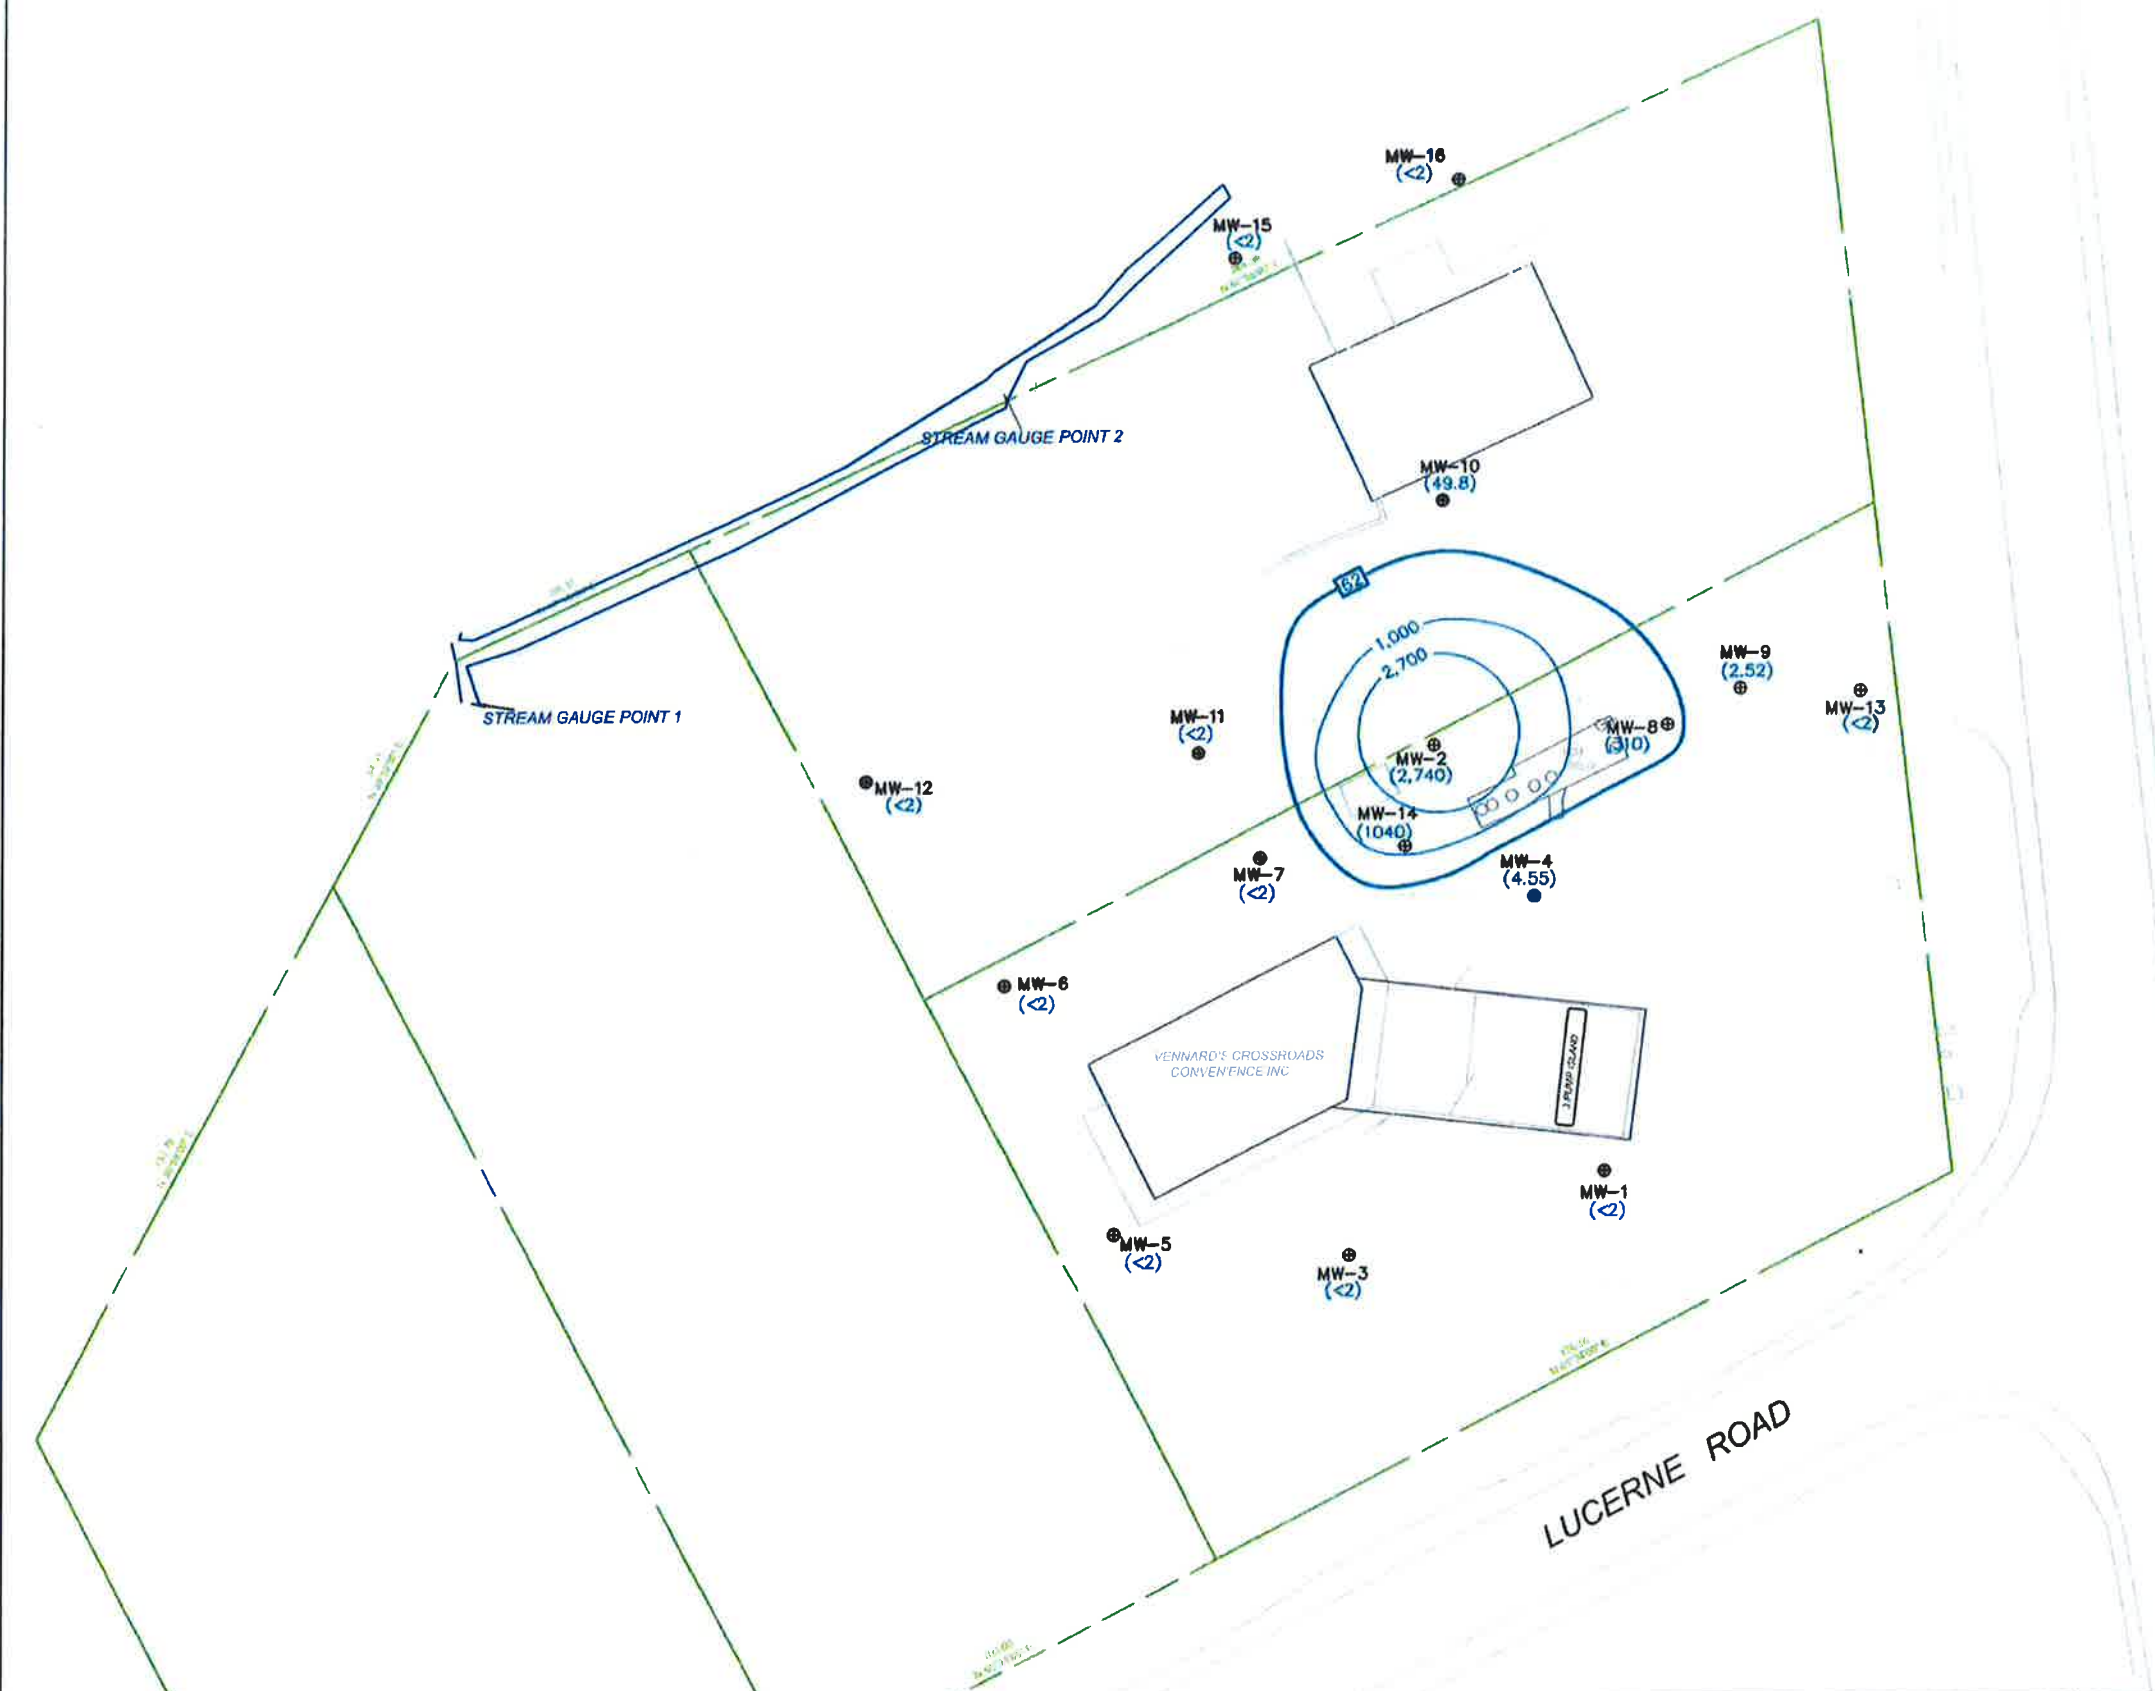 MW-16
(<2)
MW-15
(<2)
STREAM GAUGE POINT 2
MW-10
(49.8)
62
1,000
2,700
MW-9
(2.52)
STREAM GAUGE POINT 1
MW-11
(<2)
MW-13
(<2)
MW-8
(310)
MW-2
(2,740)
MW-12
(<2)
MW-14
(1040)
MW-7
(<2)
MW-4
(4.55)
MW-6
(<2)
VENNARD'S CROSSROADS
CONVENIENCE INC
3 PUMP ISLAND
MW-1
(<2)
MW-5
(<2)
MW-3
(<2)
LUCERNE ROAD